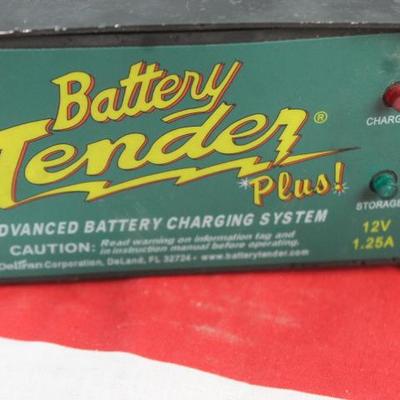 Battery
Tender®
Plus!
CHARG
STORAGE
12V
1.25A
ADVANCED BATTERY CHARGING SYSTEM
CAUTION: Read warning on information tag and
in instruction manual before operating.
Deltran Corporation, DeLand, FL 32724 • www.batterytender.com